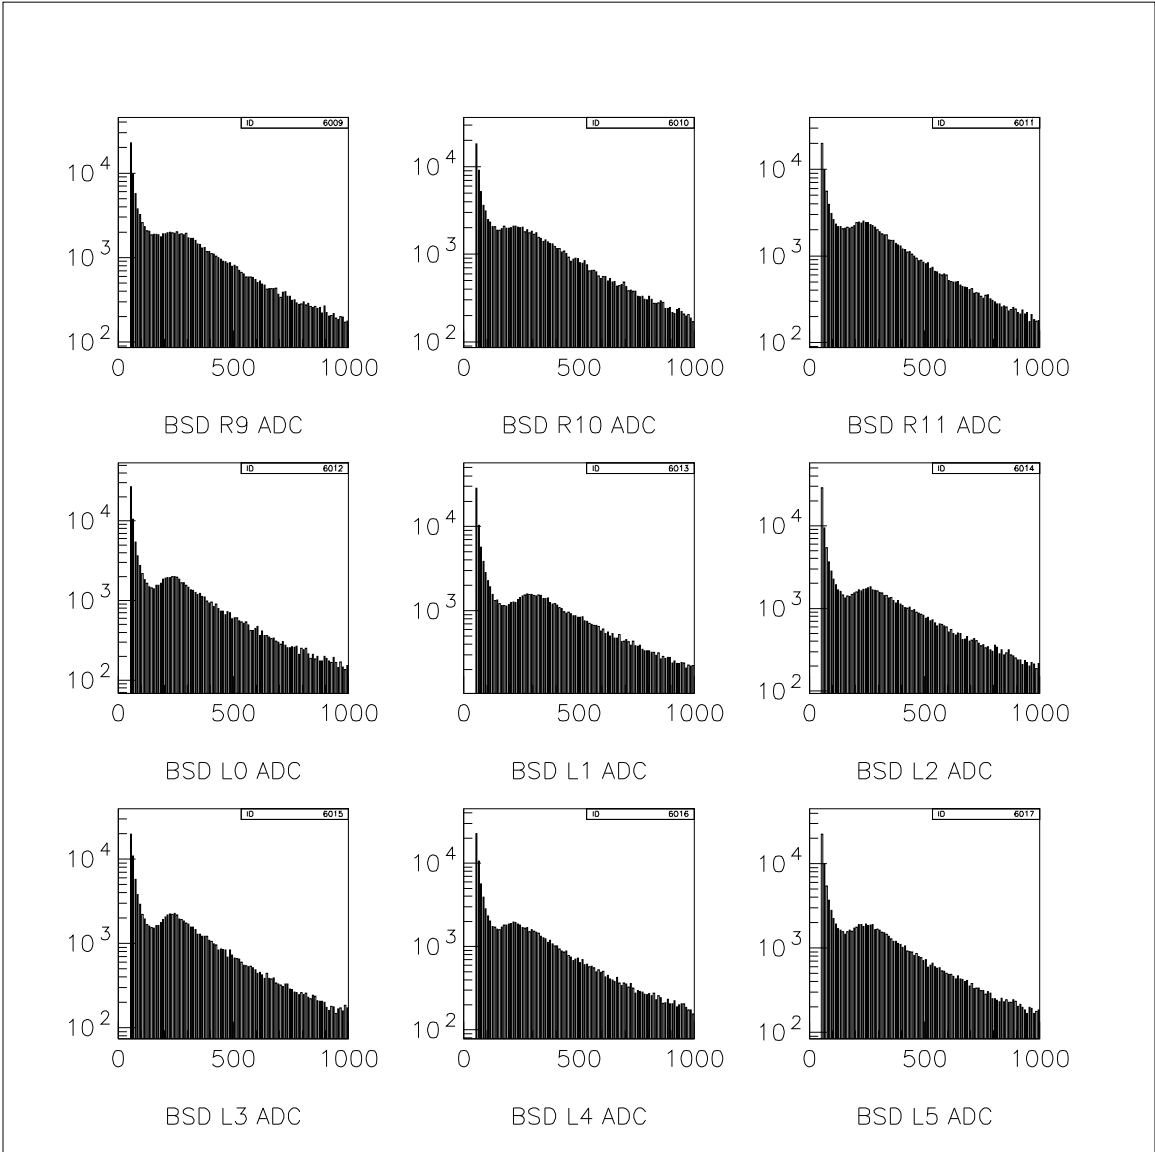 ID 6009
10^4
10^3
10^2
0 500 1000
BSD R9 ADC
ID 6010
10^4
10^3
10^2
0 500 1000
BSD R10 ADC
ID 6011
10^4
10^3
10^2
0 500 1000
BSD R11 ADC
ID 6012
10^4
10^3
10^2
0 500 1000
BSD L0 ADC
ID 6013
10^4
10^3
0 500 1000
BSD L1 ADC
ID 6014
10^4
10^3
10^2
0 500 1000
BSD L2 ADC
ID 6015
10^4
10^3
10^2
0 500 1000
BSD L3 ADC
ID 6016
10^4
10^3
10^2
0 500 1000
BSD L4 ADC
ID 6017
10^4
10^3
10^2
0 500 1000
BSD L5 ADC